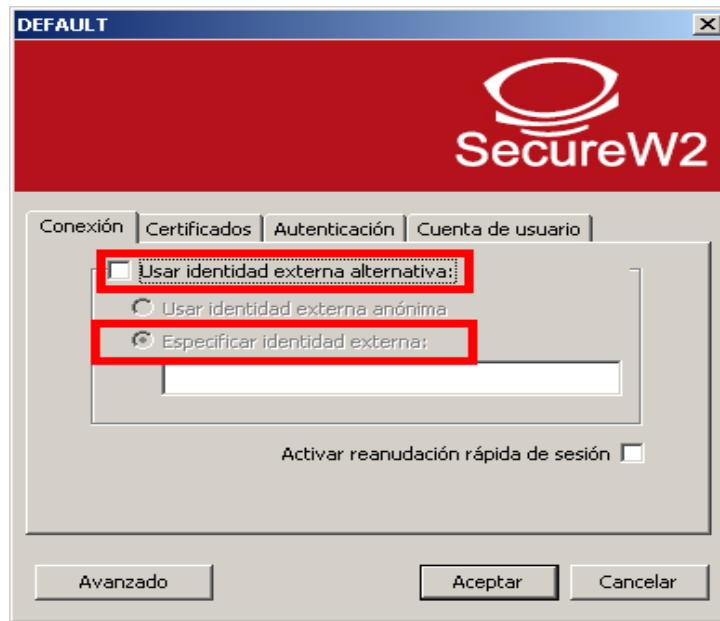 DEFAULT
SecureW2
Conexión Certificados Autenticación Cuenta de usuario
Usar identidad externa alternativa:
Usar identidad externa anónima
Especificar identidad externa:
Activar reanudación rápida de sesión
Avanzado Aceptar Cancelar